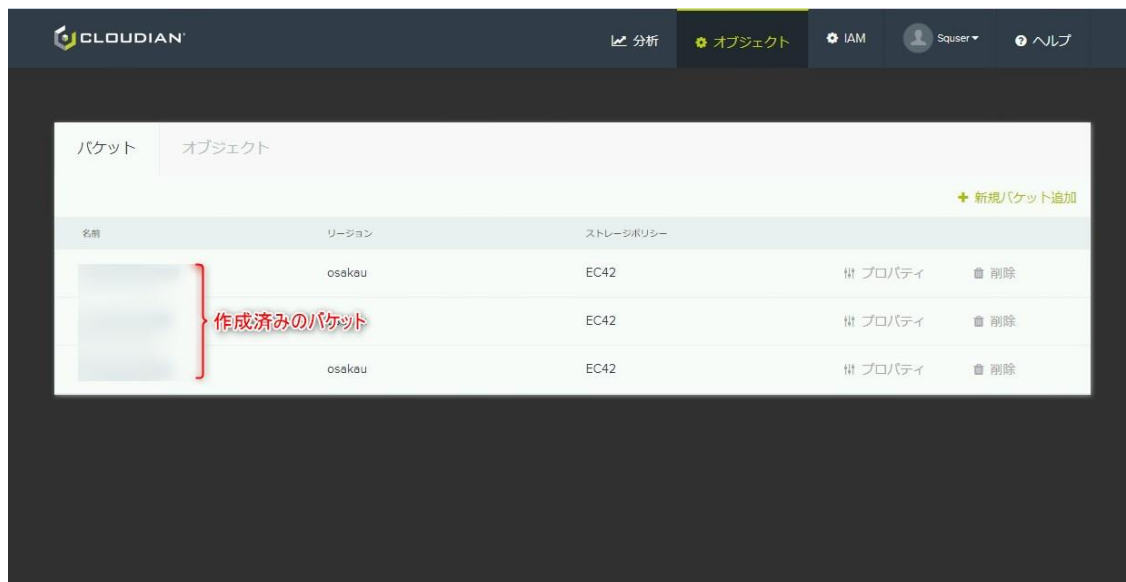 CLOUDIAN
分析
オブジェクト
IAM
Squser
ヘルプ
バケット
オブジェクト
新規バケット追加
名前 リージョン ストレージポリシー
osakau EC42 プロパティ 削除
作成済みのバケット
EC42 プロパティ 削除
osakau EC42 プロパティ 削除